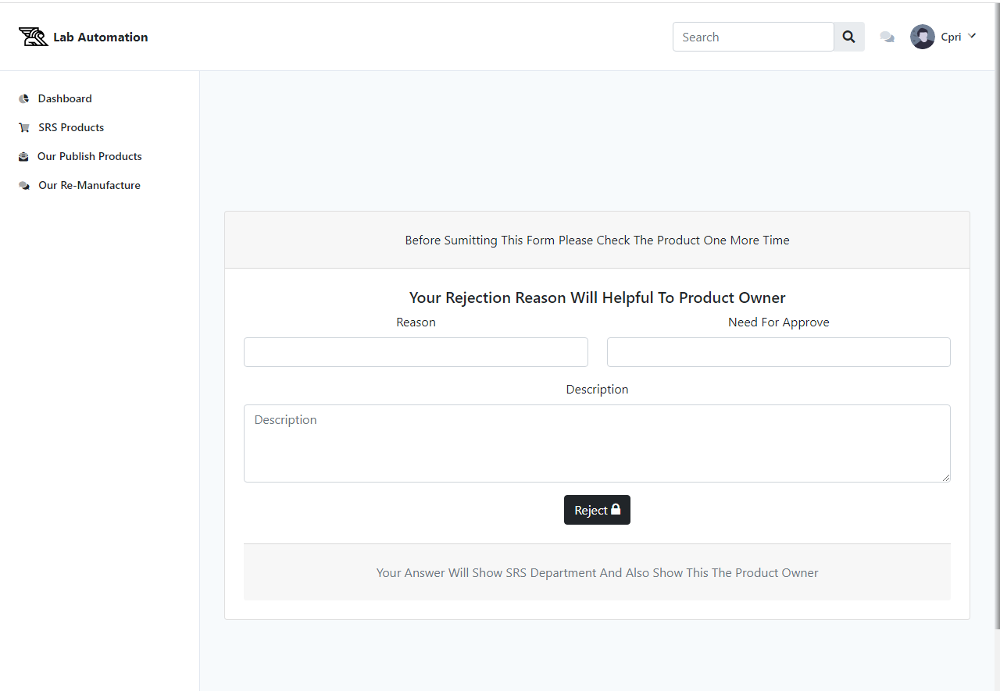 Lab Automation
Search
Cpri
Dashboard
SRS Products
Our Publish Products
Our Re-Manufacture
Before Sumitting This Form Please Check The Product One More Time
Your Rejection Reason Will Helpful To Product Owner
Reason
Need For Approve
Description
Description
Reject
Your Answer Will Show SRS Department And Also Show This The Product Owner